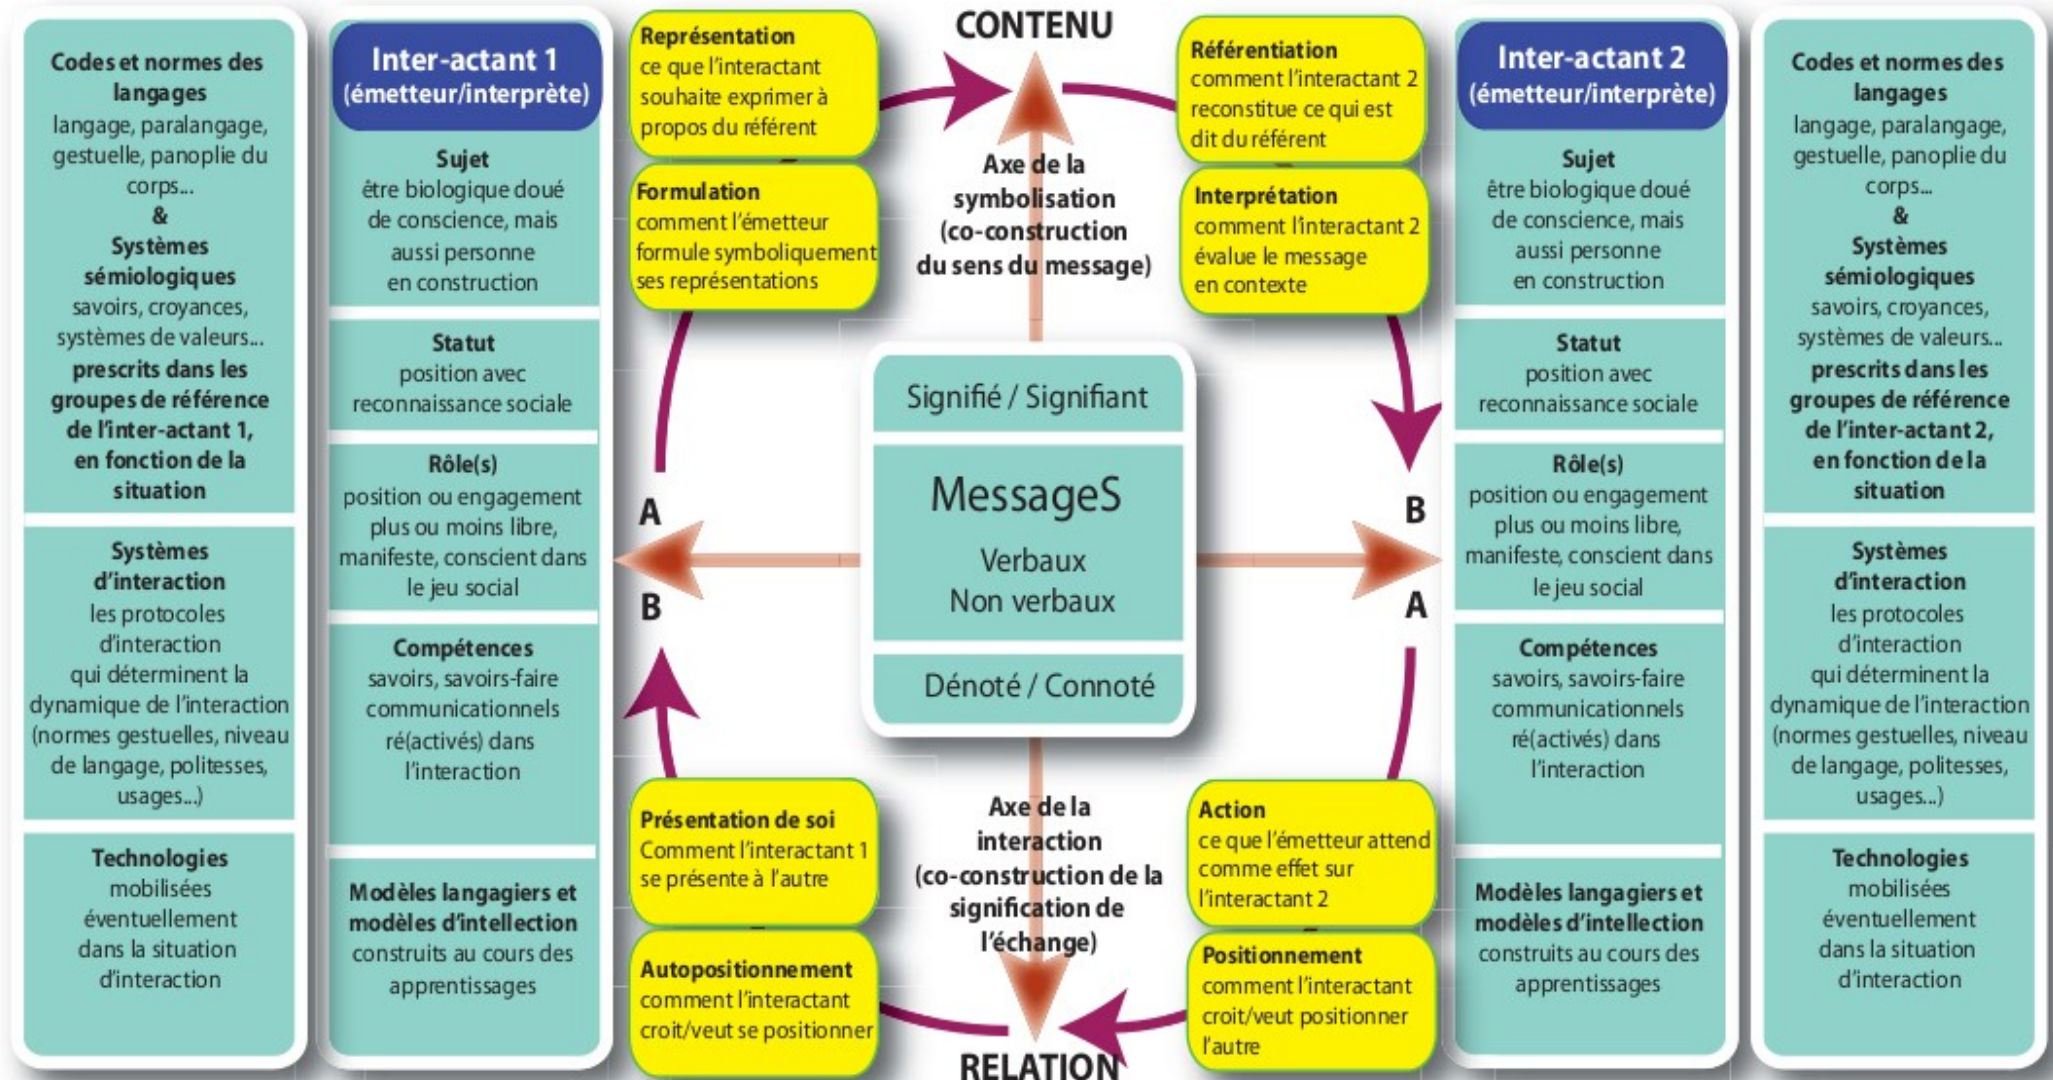 Codes et normes des
langages
langage, paralangage,
gestuelle, panoplie du
corps...
&
Systèmes
sémiologiques
savoirs, croyances,
systèmes de valeurs...
prescrits dans les
groupes de référence
de l'inter-actant 1,
en fonction de la
situation
Systèmes
d'interaction
les protocoles
d'interaction
qui déterminent la
dynamique de l'interaction
(normes gestuelles, niveau
de langage, politesses,
usages...)
Technologies
mobilisées
éventuellement
dans la situation
d'interaction
Inter-actant 1
(émetteur/interprète)
Sujet
être biologique doué
de conscience, mais
aussi personne
en construction
Statut
position avec
reconnaissance sociale
Rôle(s)
position ou engagement
plus ou moins libre,
manifeste, conscient dans
le jeu social
Compétences
savoirs, savoirs-faire
communicationnels
ré(activés) dans
l'interaction
Modèles langagiers et
modèles d'intellection
construits au cours des
apprentissages
Représentation
ce que l'interactant
souhaite exprimer à
propos du référent
Formulation
comment l'émetteur
formule symboliquement
ses représentations
A
B
Présentation de soi
Comment l'interactant 1
se présente à l'autre
Autopositionnement
comment l'interactant
croit/veut se positionner
CONTENU
Axe de la
symbolisation
(co-construction
du sens du message)
Signifié / Signifiant
MessageS
Verbaux
Non verbaux
Dénoté / Connoté
Axe de la
interaction
(co-construction de la
signification de
l'échange)
RELATION
Référentiation
comment l'interactant 2
reconstitue ce qui est
dit du référent
Interprétation
comment l'interactant 2
évalue le message
en contexte
B
A
Action
ce que l'émetteur attend
comme effet sur
l'interactant 2
Positionnement
comment l'interactant
croit/veut positionner
l'autre
Inter-actant 2
(émetteur/interprète)
Sujet
être biologique doué
de conscience, mais
aussi personne
en construction
Statut
position avec
reconnaissance sociale
Rôle(s)
position ou engagement
plus ou moins libre,
manifeste, conscient dans
le jeu social
Compétences
savoirs, savoirs-faire
communicationnels
ré(activés) dans
l'interaction
Modèles langagiers et
modèles d'intellection
construits au cours des
apprentissages
Codes et normes des
langages
langage, paralangage,
gestuelle, panoplie du
corps...
&
Systèmes
sémiologiques
savoirs, croyances,
systèmes de valeurs...
prescrits dans les
groupes de référence
de l'inter-actant 2,
en fonction de la
situation
Systèmes
d'interaction
les protocoles
d'interaction
qui déterminent la
dynamique de l'interaction
(normes gestuelles, niveau
de langage, politesses,
usages...)
Technologies
mobilisées
éventuellement
dans la situation
d'interaction